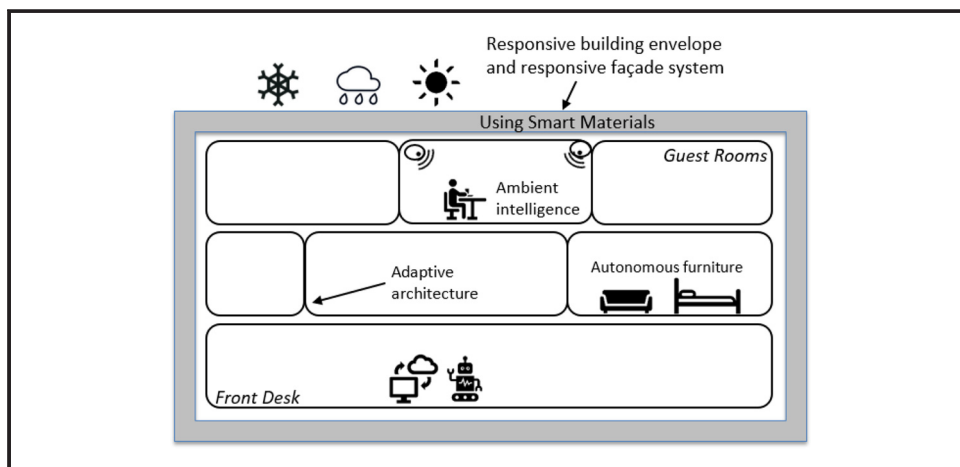 Responsive building envelope
and responsive façade system
Using Smart Materials
Guest Rooms
Ambient
intelligence
Adaptive
architecture
Autonomous furniture
Front Desk